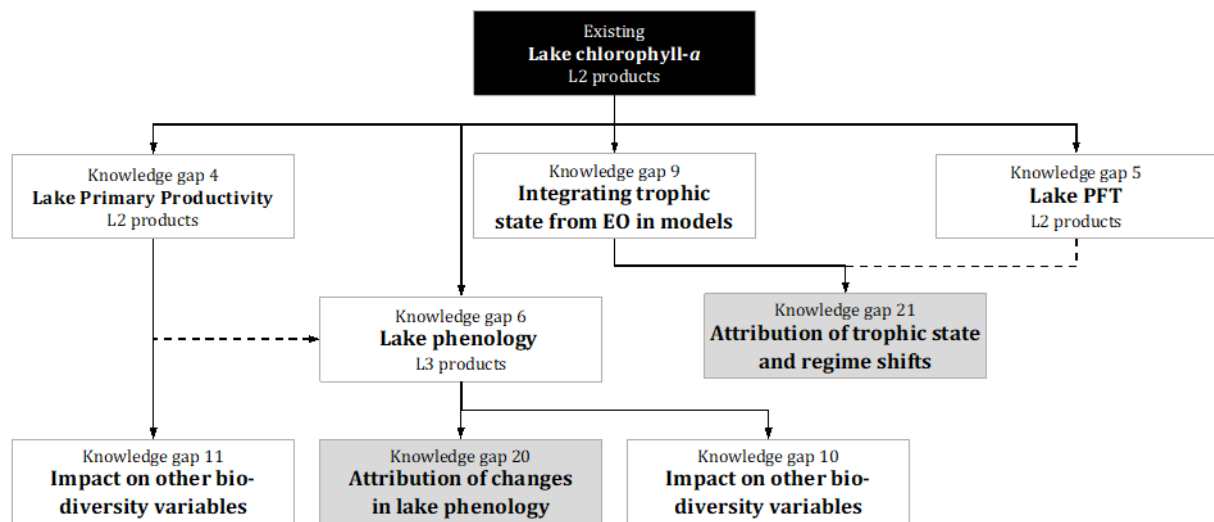 Existing
Lake chlorophyll-a
L2 products
Knowledge gap 4
Lake Primary Productivity
L2 products
Knowledge gap 9
Integrating trophic
state from EO in models
Knowledge gap 5
Lake PFT
L2 products
Knowledge gap 6
Lake phenology
L3 products
Knowledge gap 21
Attribution of trophic state
and regime shifts
Knowledge gap 11
Impact on other bio-
diversity variables
Knowledge gap 20
Attribution of changes
in lake phenology
Knowledge gap 10
Impact on other bio-
diversity variables